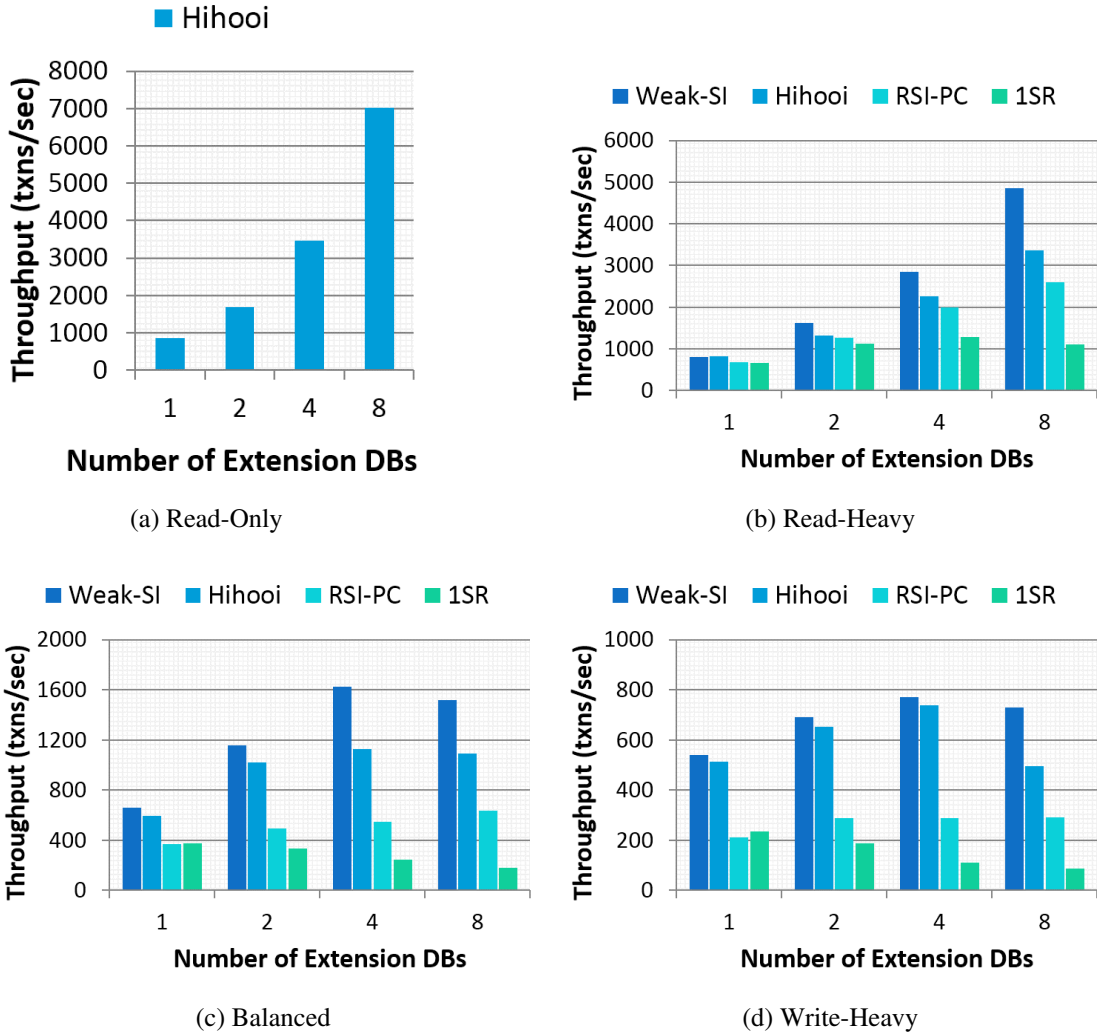 Hihooi
Throughput (txns/sec)
8000
7000
6000
5000
4000
3000
2000
1000
0
1 2 4 8
Number of Extension DBs
(a) Read-Only
Weak-SI Hihooi RSI-PC 1SR
Throughput (txns/sec)
6000
5000
4000
3000
2000
1000
0
1 2 4 8
Number of Extension DBs
(b) Read-Heavy
Weak-SI Hihooi RSI-PC 1SR
Throughput (txns/sec)
2000
1600
1200
800
400
0
1 2 4 8
Number of Extension DBs
(c) Balanced
Weak-SI Hihooi RSI-PC 1SR
Throughput (txns/sec)
1000
800
600
400
200
0
1 2 4 8
Number of Extension DBs
(d) Write-Heavy